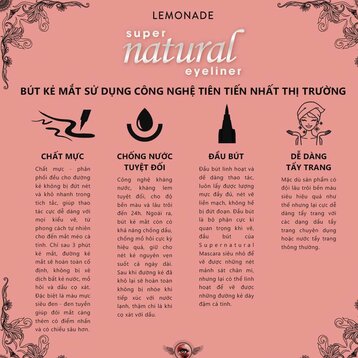 LEMONADE
super
natural
eyeliner
BÚT KẺ MẮT SỬ DỤNG CÔNG NGHỆ TIÊN TIẾN NHẤT THỊ TRƯỜNG
CHẤT MỰC
Chất mực - phân
phối đều cho đường
kẻ không bị đứt nét
và khô nhanh trong
tích tắc, giúp thao
tác cực dễ dàng với
mọi kiểu vẽ, từ
phong cách tự nhiên
cho đến mắt mèo cá
tính. Chỉ sau 3 phút
kẻ mắt, đường kẻ
mắt sẽ hoàn toàn cố
định, không bị xê
dịch bất kể nước, mồ
hôi và dầu cơ sát.
Đặc biệt là màu mực
siêu đen - đen tuyền
giúp đôi mắt càng
thêm có điểm nhấn
và có chiều sâu hơn.
CHỐNG NƯỚC
TUYỆT ĐỐI
Công nghệ kháng
nước, kháng lem
tuyệt đối, cho độ
bền màu và lâu trôi
đến 24h. Ngoài ra,
bút kẻ mắt còn có
khả năng chống dầu,
chống mồ hôi cực kỳ
hiệu quả, giữ cho
nét kẻ nguyên vẹn
suốt cả ngày dài.
Sau khi đường kẻ đã
khô lại sẽ hoàn toàn
không bị nhòe khi
tiếp xúc với nước
lạnh, thậm chí là khi
cọ xát với dầu.
ĐẦU BÚT
Đầu bút linh hoạt và
dễ dàng thao tác,
luôn lấy được lượng
mực đầy đủ, nét vẽ
liền mạch, không hề
bị đứt đoạn. Đầu bút
là bộ phận cực kì
quan trọng khi vẽ,
đầu bút của
Supernatural
Mascara siêu nhỏ để
vẽ được những nét
mảnh sát chân mi,
nhưng lại có thể linh
hoạt để vẽ được
những đường kẻ dày
đậm cá tính.
DỄ DÀNG
TẨY TRANG
Mặc dù sản phẩm có
đôi lâu trôi bền màu
siêu hiệu quả như
thế nhưng lại cực dễ
dàng tẩy trang với
các dạng dầu tẩy
trang chuyên dụng
hoặc nước tẩy trang
thông thường.